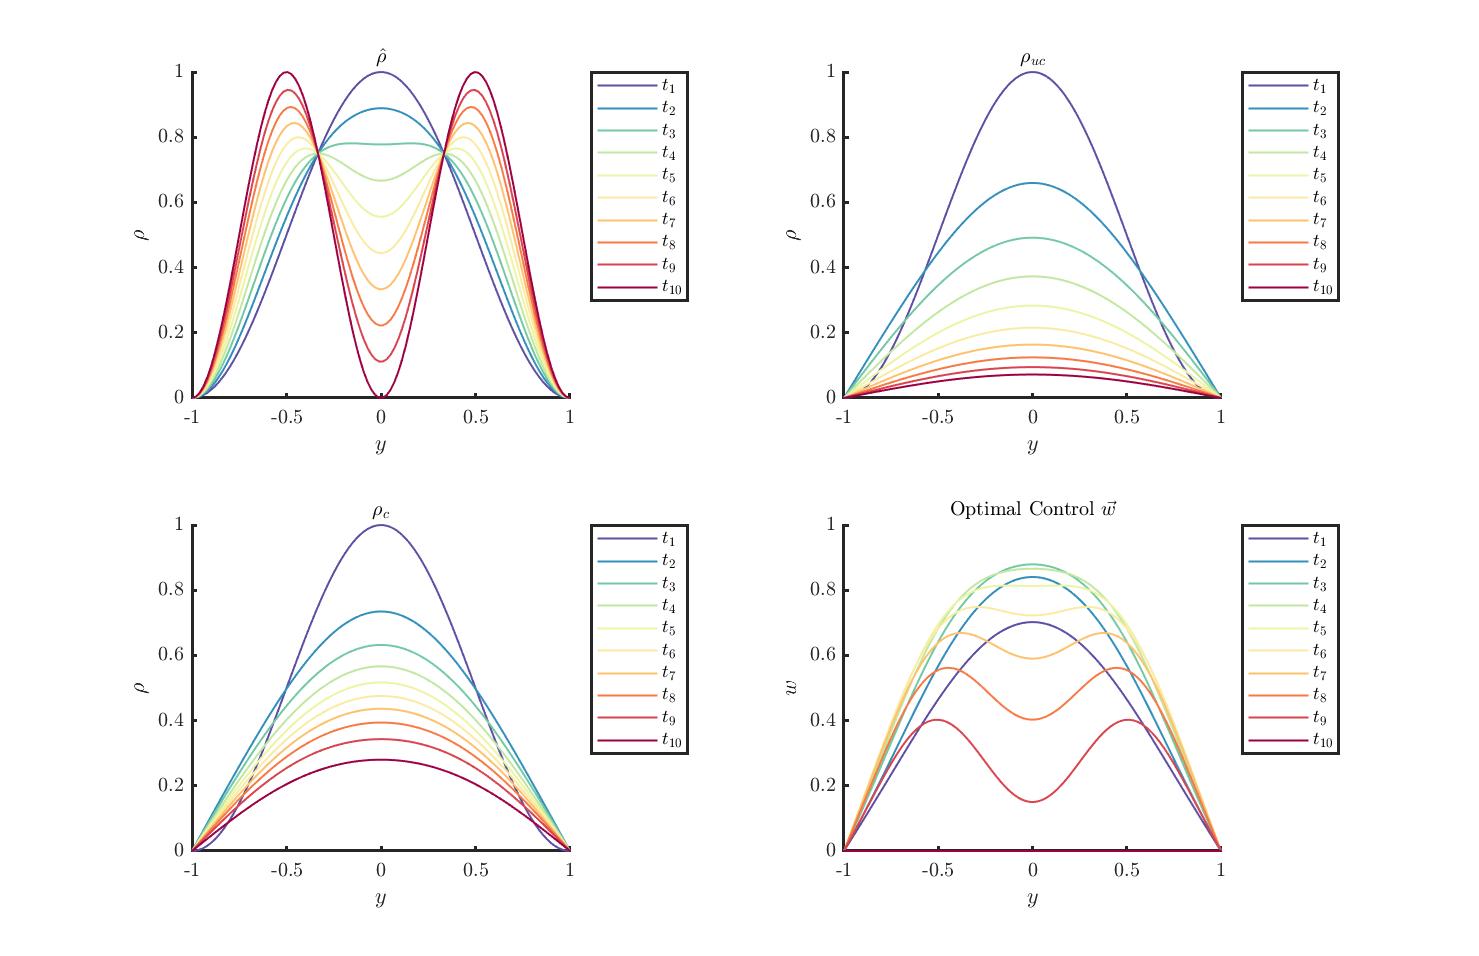 ρ̂
1
0.8
0.6
0.4
0.2
0
ρ
-1 -0.5 0 0.5 1
y
t₁
t₂
t₃
t₄
t₅
t₆
t₇
t₈
t₉
t₁₀
ρ_uc
1
0.8
0.6
0.4
0.2
0
ρ
-1 -0.5 0 0.5 1
y
t₁
t₂
t₃
t₄
t₅
t₆
t₇
t₈
t₉
t₁₀
ρ_c
1
0.8
0.6
0.4
0.2
0
ρ
-1 -0.5 0 0.5 1
y
t₁
t₂
t₃
t₄
t₅
t₆
t₇
t₈
t₉
t₁₀
Optimal Control w⃗
1
0.8
0.6
0.4
0.2
0
w
-1 -0.5 0 0.5 1
y
t₁
t₂
t₃
t₄
t₅
t₆
t₇
t₈
t₉
t₁₀